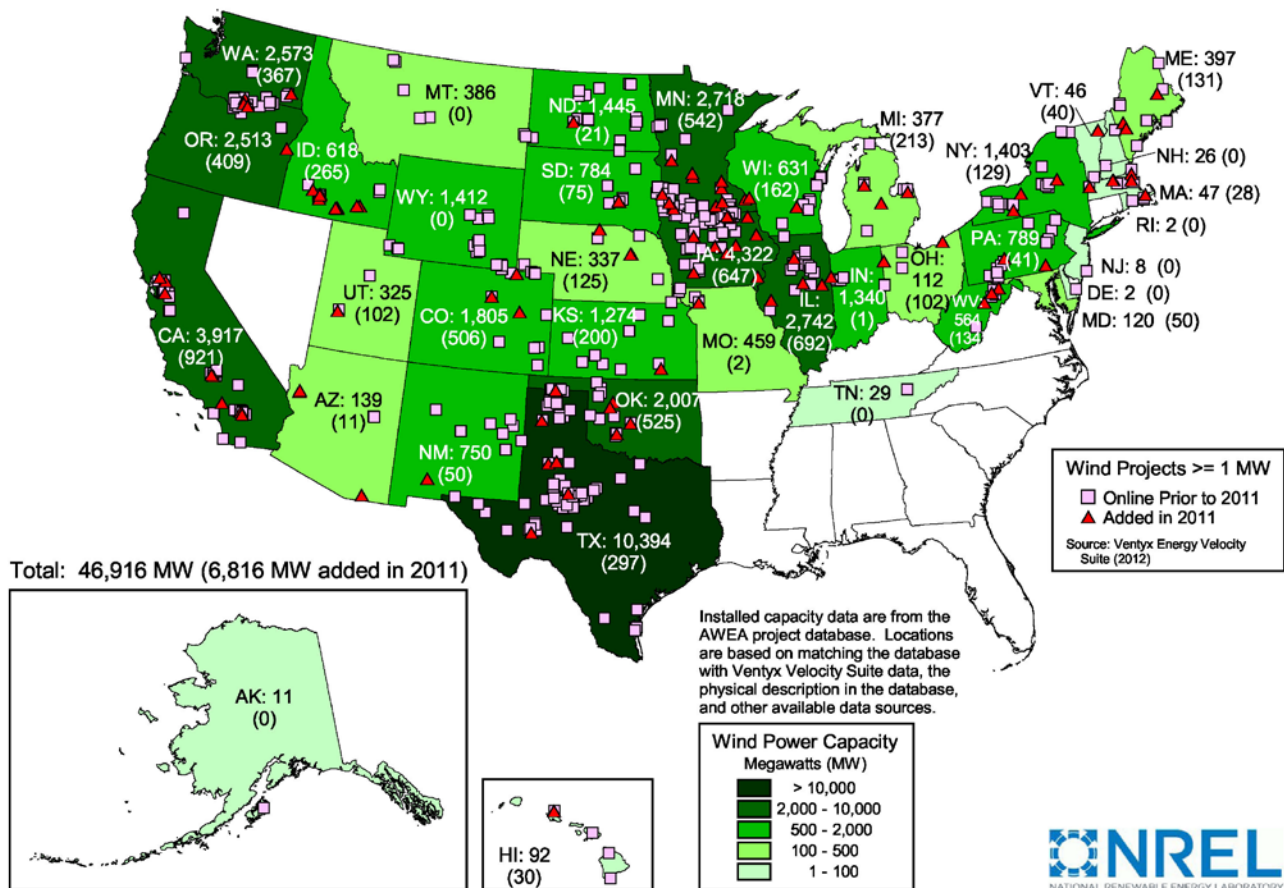 WA: 2,573
(367)
MT: 386
(0)
ND: 1,445
(21)
MN: 2,718
(542)
ME: 397
(131)
VT: 46
(40)
MI: 377
(213)
OR: 2,513
(409)
ID: 618
(265)
WY: 1,412
(0)
SD: 784
(75)
WI: 631
(162)
NY: 1,403
(129)
NH: 26 (0)
MA: 47 (28)
RI: 2 (0)
NE: 337
(125)
IA: 4,322
(647)
PA: 789
(41)
NJ: 8 (0)
DE: 2 (0)
MD: 120 (50)
CA: 3,917
(921)
UT: 325
(102)
CO: 1,805
(506)
KS: 1,274
(200)
MO: 459
(2)
IL:
2,742
(692)
IN:
1,340
(1)
OH:
112
(102)
WV:
564
(134)
AZ: 139
(11)
NM: 750
(50)
OK: 2,007
(525)
TN: 29
(0)
TX: 10,394
(297)
Wind Projects >= 1 MW
Online Prior to 2011
Added in 2011
Source: Ventyx Energy Velocity
Suite (2012)
Total: 46,916 MW (6,816 MW added in 2011)
AK: 11
(0)
HI: 92
(30)
Installed capacity data are from the
AWEA project database. Locations
are based on matching the database
with Ventyx Velocity Suite data, the
physical description in the database,
and other available data sources.
Wind Power Capacity
Megawatts (MW)
> 10,000
2,000 - 10,000
500 - 2,000
100 - 500
1 - 100
NREL
NATIONAL RENEWABLE ENERGY LABORATORY